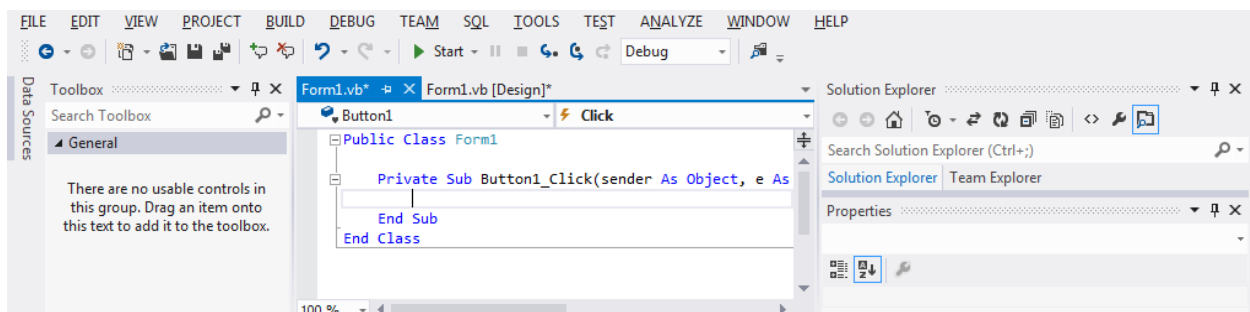 FILE EDIT VIEW PROJECT BUILD DEBUG TEAM SQL TOOLS TEST ANALYZE WINDOW HELP
Start Debug
Data Sources
Toolbox
Search Toolbox
General
There are no usable controls in
this group. Drag an item onto
this text to add it to the toolbox.
Form1.vb* Form1.vb [Design]*
Button1 Click
Public Class Form1
Private Sub Button1_Click(sender As Object, e As
End Sub
End Class
100 %
Solution Explorer
Search Solution Explorer (Ctrl+;)
Solution Explorer Team Explorer
Properties